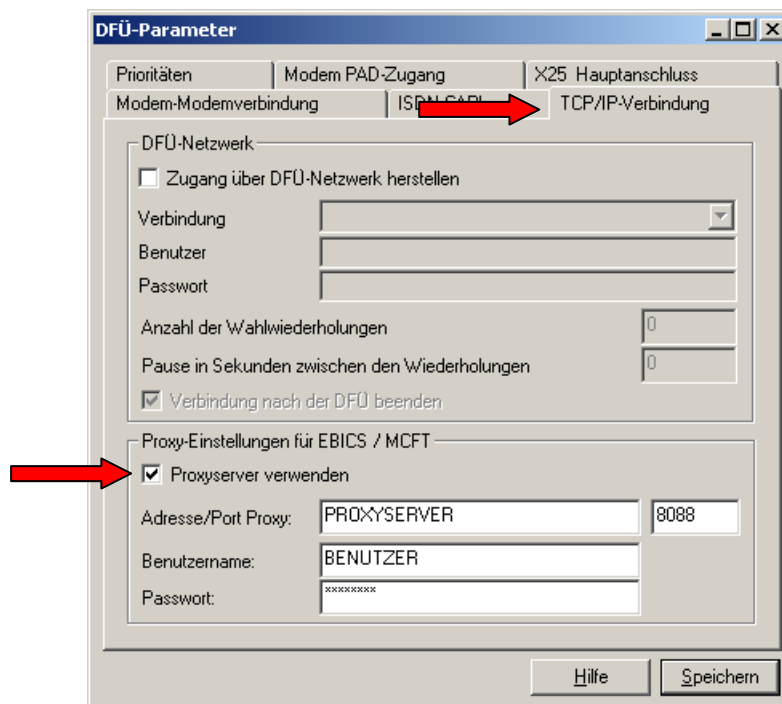 DFÜ-Parameter
Prioritäten Modem PAD-Zugang X25 Hauptanschluss
Modem-Modemverbindung ISDN CAPI TCP/IP-Verbindung
DFÜ-Netzwerk
Zugang über DFÜ-Netzwerk herstellen
Verbindung
Benutzer
Passwort
Anzahl der Wahlwiederholungen 0
Pause in Sekunden zwischen den Wiederholungen 0
Verbindung nach der DFÜ beenden
Proxy-Einstellungen für EBICS / MCFT
Proxyserver verwenden
Adresse/Port Proxy: PROXYSERVER 8088
Benutzername: BENUTZER
Passwort: ********
Hilfe Speichern